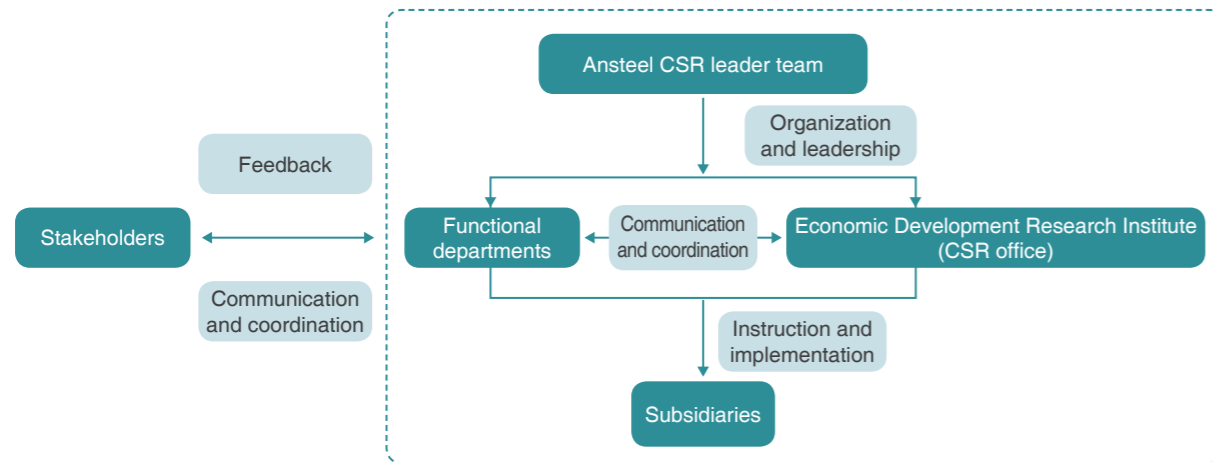 Ansteel CSR leader team
Organization
and leadership
Feedback
Stakeholders
Communication
and coordination
Functional
departments
Communication
and coordination
Economic Development Research Institute
(CSR office)
Instruction and
implementation
Subsidiaries